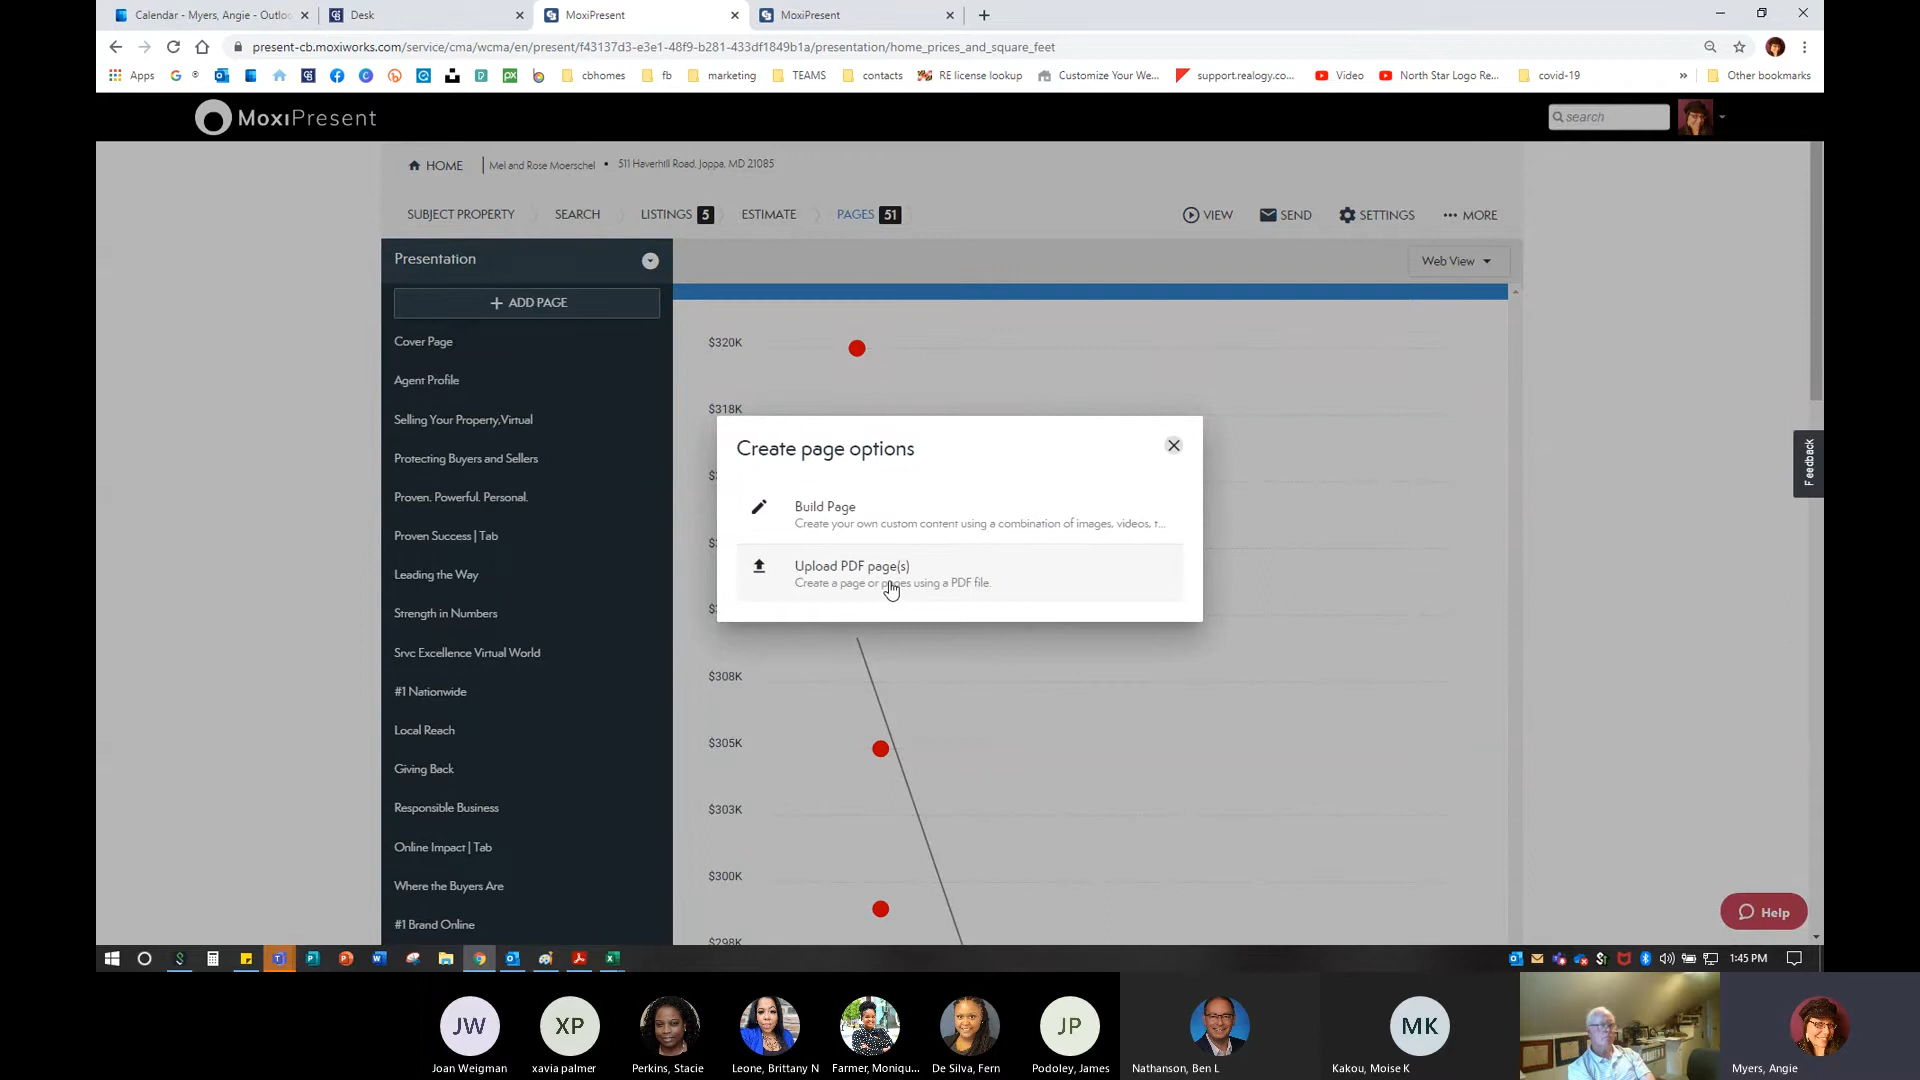 Calendar - Myers, Angie - Outlo
Desk
MoxiPresent
MoxiPresent
present-cb.moxiworks.com/service/cma/wcma/en/present/f43137d3-e3e1-48f9-b281-433df1849b1a/presentation/home_prices_and_square_feet
Apps
cbhomes
fb
marketing
TEAMS
contacts
RE license lookup
Customize Your We...
support.realogy.co...
Video
North Star Logo Re...
covid-19
»
Other bookmarks
MoxiPresent
search
HOME
Mel and Rose Moerschel • 511 Haverhill Road, Joppa, MD 21085
SUBJECT PROPERTY
SEARCH
LISTINGS 5
ESTIMATE
PAGES 51
VIEW
SEND
SETTINGS
MORE
Presentation
Web View
+ ADD PAGE
Cover Page
Agent Profile
Selling Your Property,Virtual
Protecting Buyers and Sellers
Proven. Powerful. Personal.
Proven Success | Tab
Leading the Way
Strength in Numbers
Srvc Excellence Virtual World
#1 Nationwide
Local Reach
Giving Back
Responsible Business
Online Impact | Tab
Where the Buyers Are
#1 Brand Online
$320K
$318K
$308K
$305K
$303K
$300K
$298K
Create page options
Build Page
Create your own custom content using a combination of images, videos, t...
Upload PDF page(s)
Create a page or pages using a PDF file.
Feedback
Help
1:45 PM
JW
Joan Weigman
XP
xavia palmer
Perkins, Stacie
Leone, Brittany N
Farmer, Moniqu...
De Silva, Fern
JP
Podoley, James
Nathanson, Ben L
MK
Kakou, Moise K
Myers, Angie